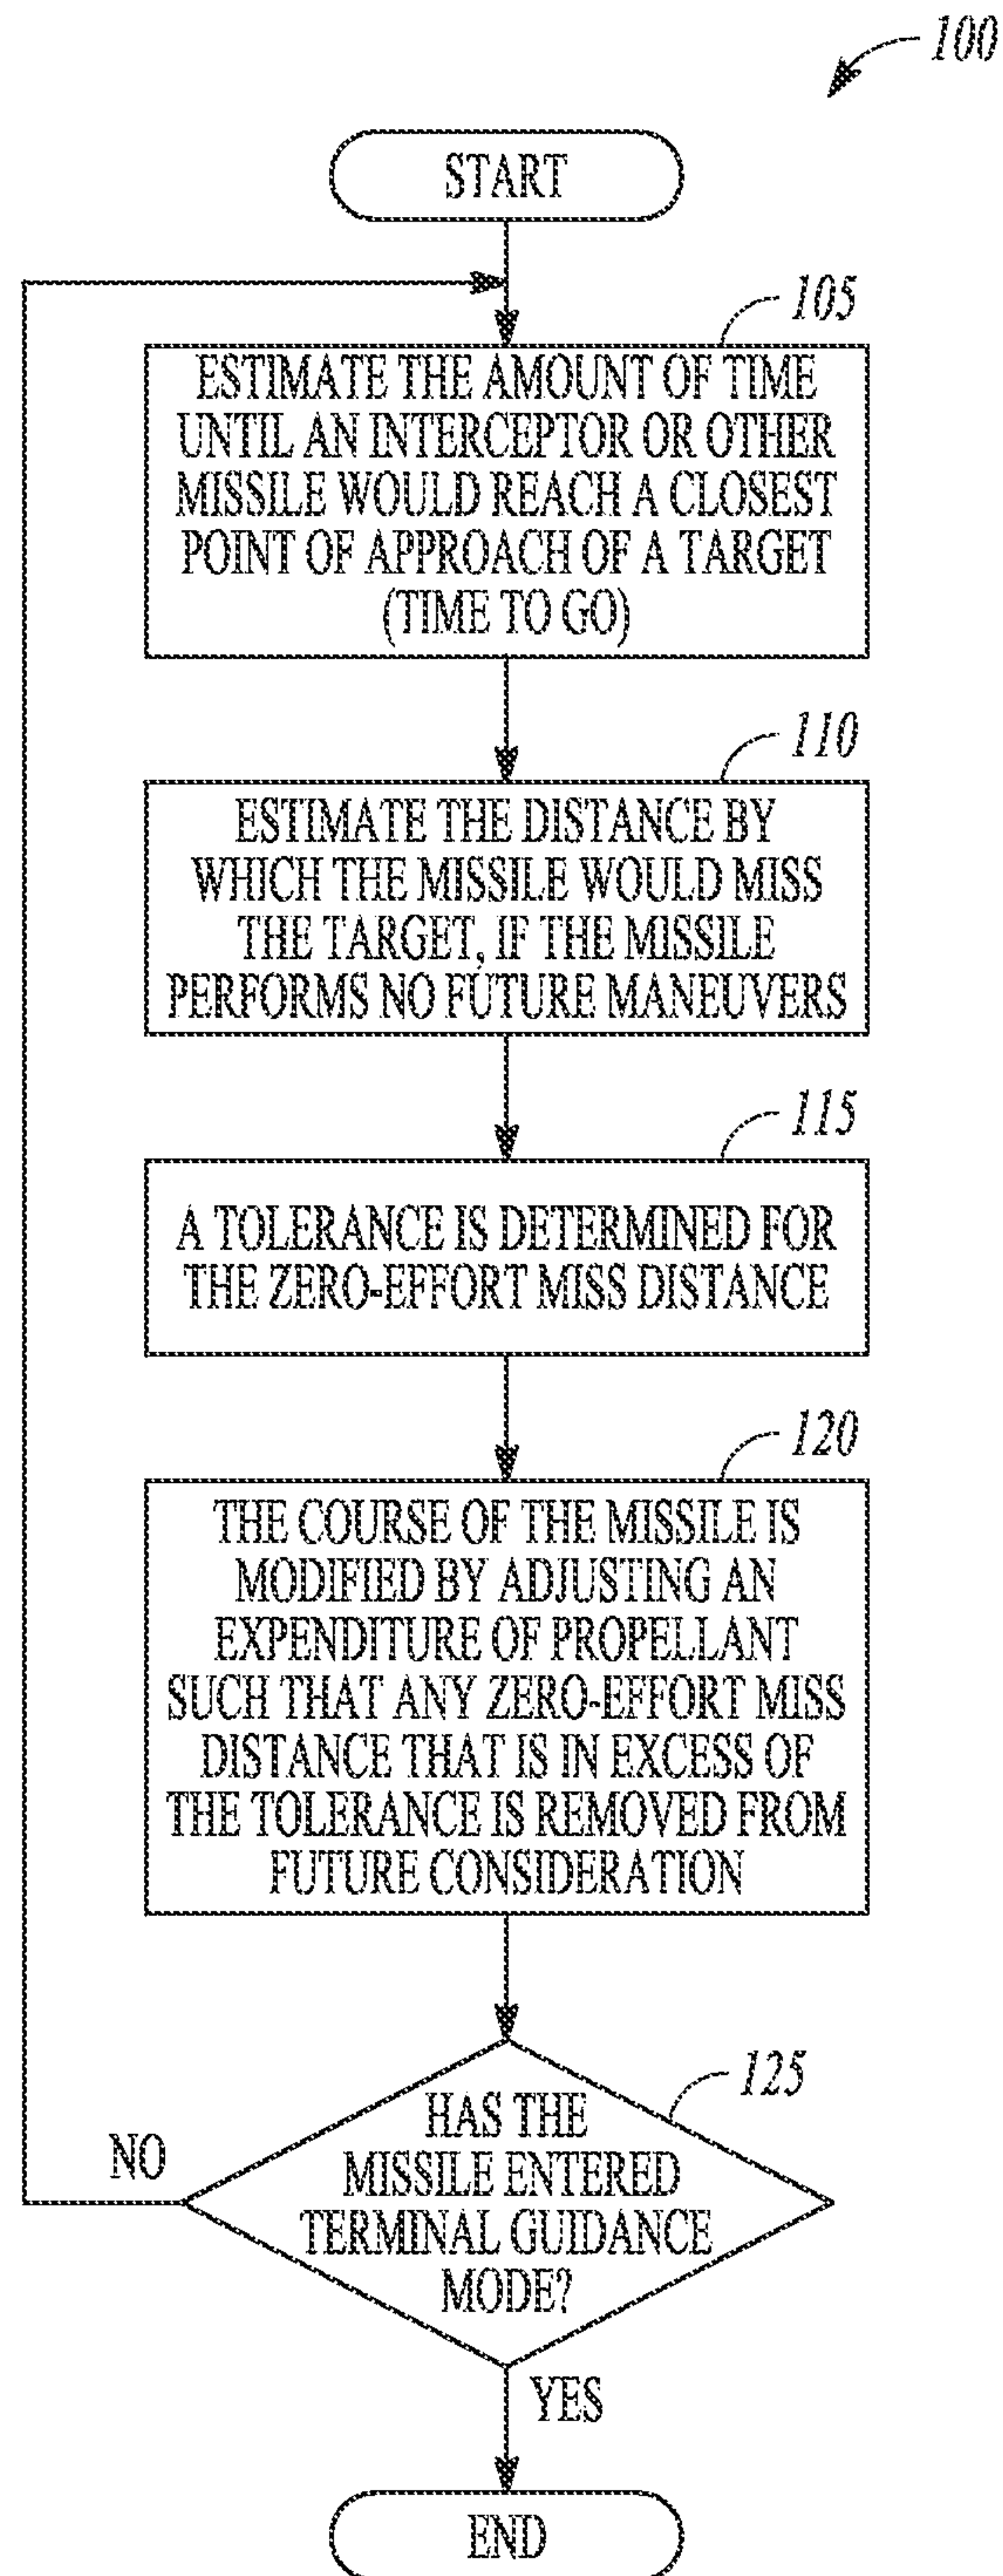 100
START
105
ESTIMATE THE AMOUNT OF TIME
UNTIL AN INTERCEPTOR OR OTHER
MISSILE WOULD REACH A CLOSEST
POINT OF APPROACH OF A TARGET
(TIME TO GO)
110
ESTIMATE THE DISTANCE BY
WHICH THE MISSILE WOULD MISS
THE TARGET, IF THE MISSILE
PERFORMS NO FUTURE MANEUVERS
115
A TOLERANCE IS DETERMINED FOR
THE ZERO-EFFORT MISS DISTANCE
120
THE COURSE OF THE MISSILE IS
MODIFIED BY ADJUSTING AN
EXPENDITURE OF PROPELLANT
SUCH THAT ANY ZERO-EFFORT MISS
DISTANCE THAT IS IN EXCESS OF
THE TOLERANCE IS REMOVED FROM
FUTURE CONSIDERATION
125
HAS THE
MISSILE ENTERED
TERMINAL GUIDANCE
MODE?
NO
YES
END